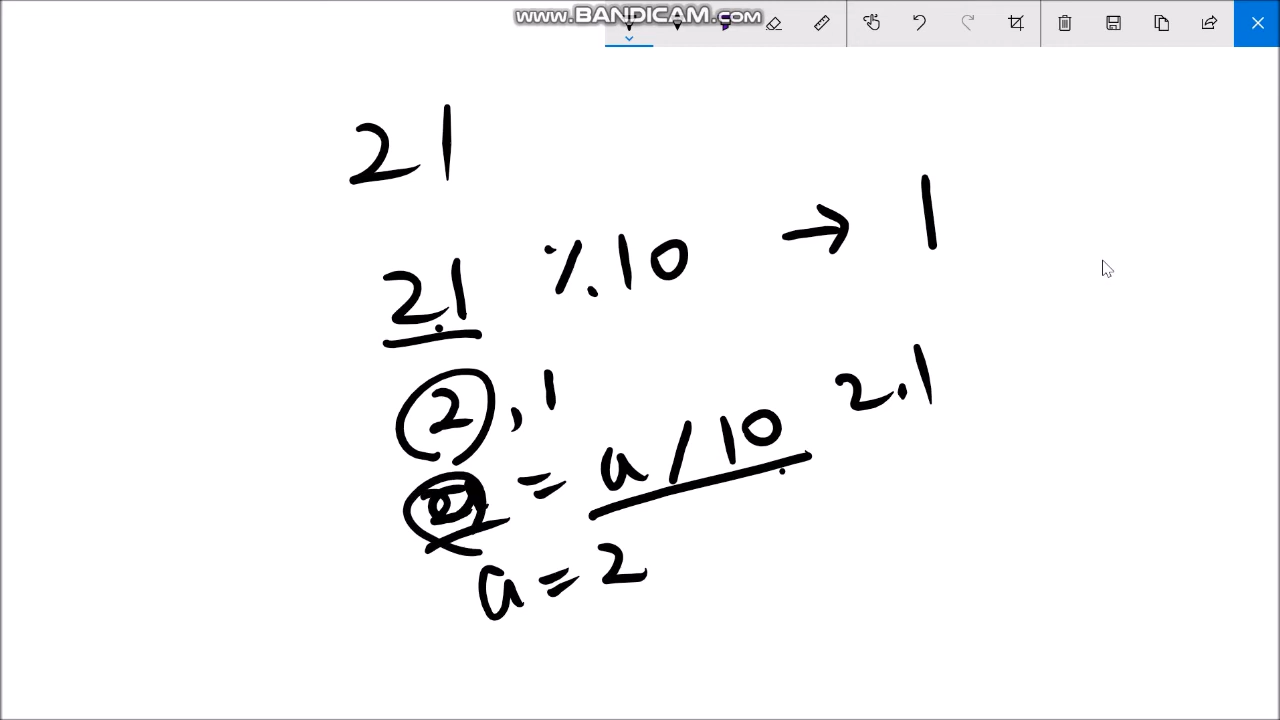 www.BANDICAM.com
21
21 %10 → 1
2,1
= a/10 2.1
a=2